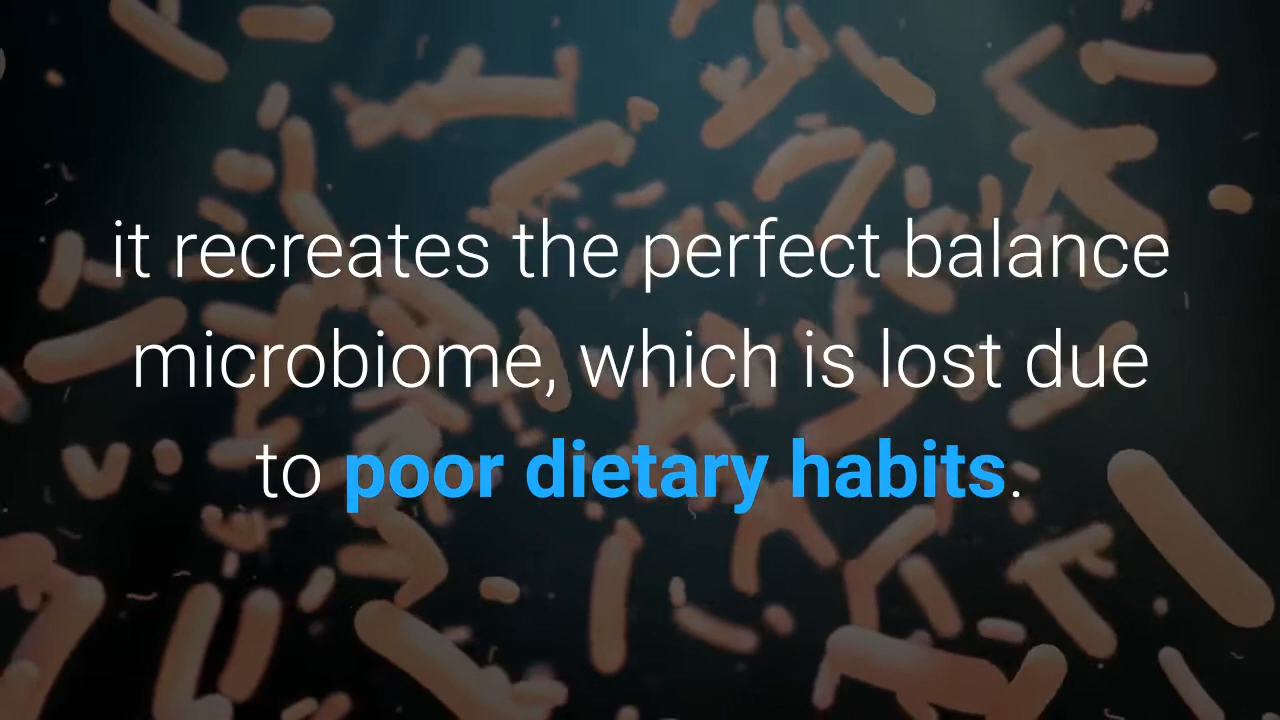 it recreates the perfect balance
microbiome, which is lost due
to poor dietary habits.